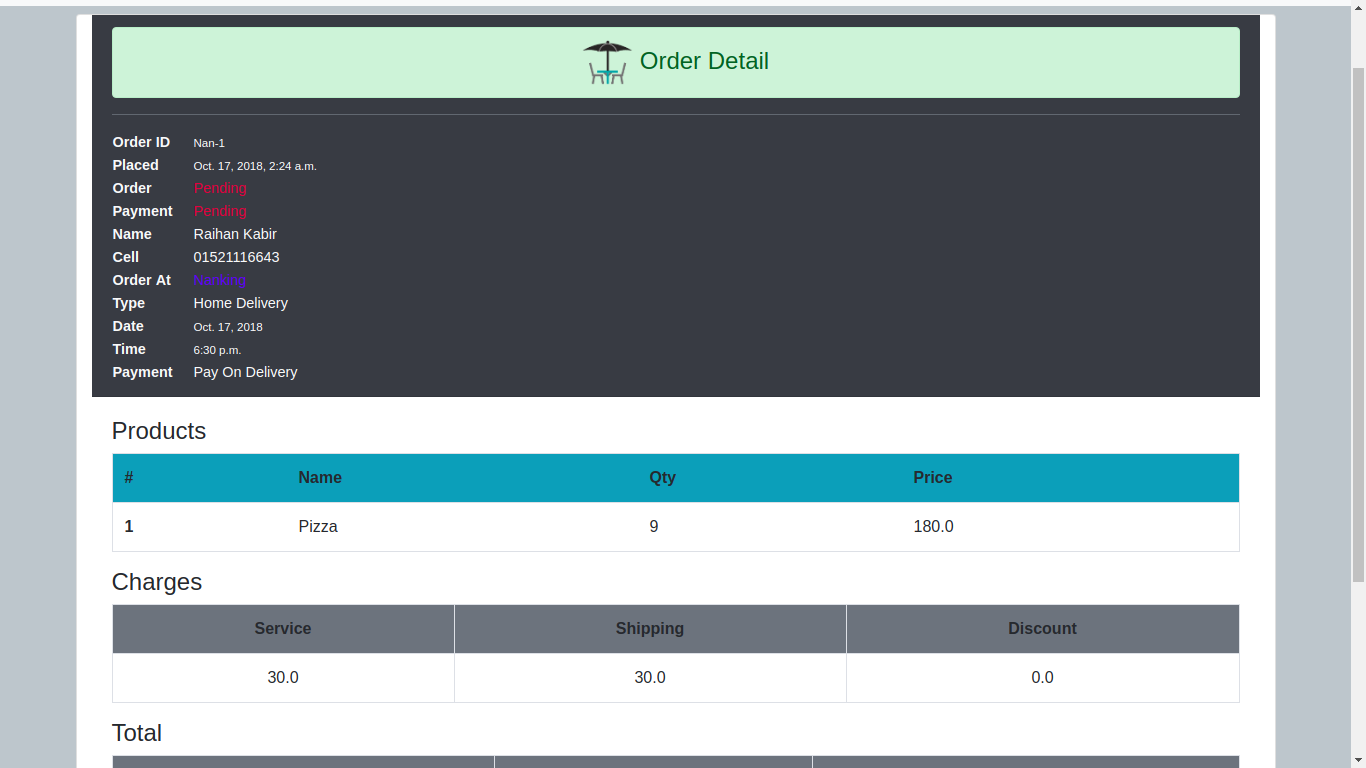 Order Detail
Order ID Nan-1
Placed Oct. 17, 2018, 2:24 a.m.
Order Pending
Payment Pending
Name Raihan Kabir
Cell 01521116643
Order At Nanking
Type Home Delivery
Date Oct. 17, 2018
Time 6:30 p.m.
Payment Pay On Delivery
Products
# Name Qty Price
1 Pizza 9 180.0
Charges
Service Shipping Discount
30.0 30.0 0.0
Total